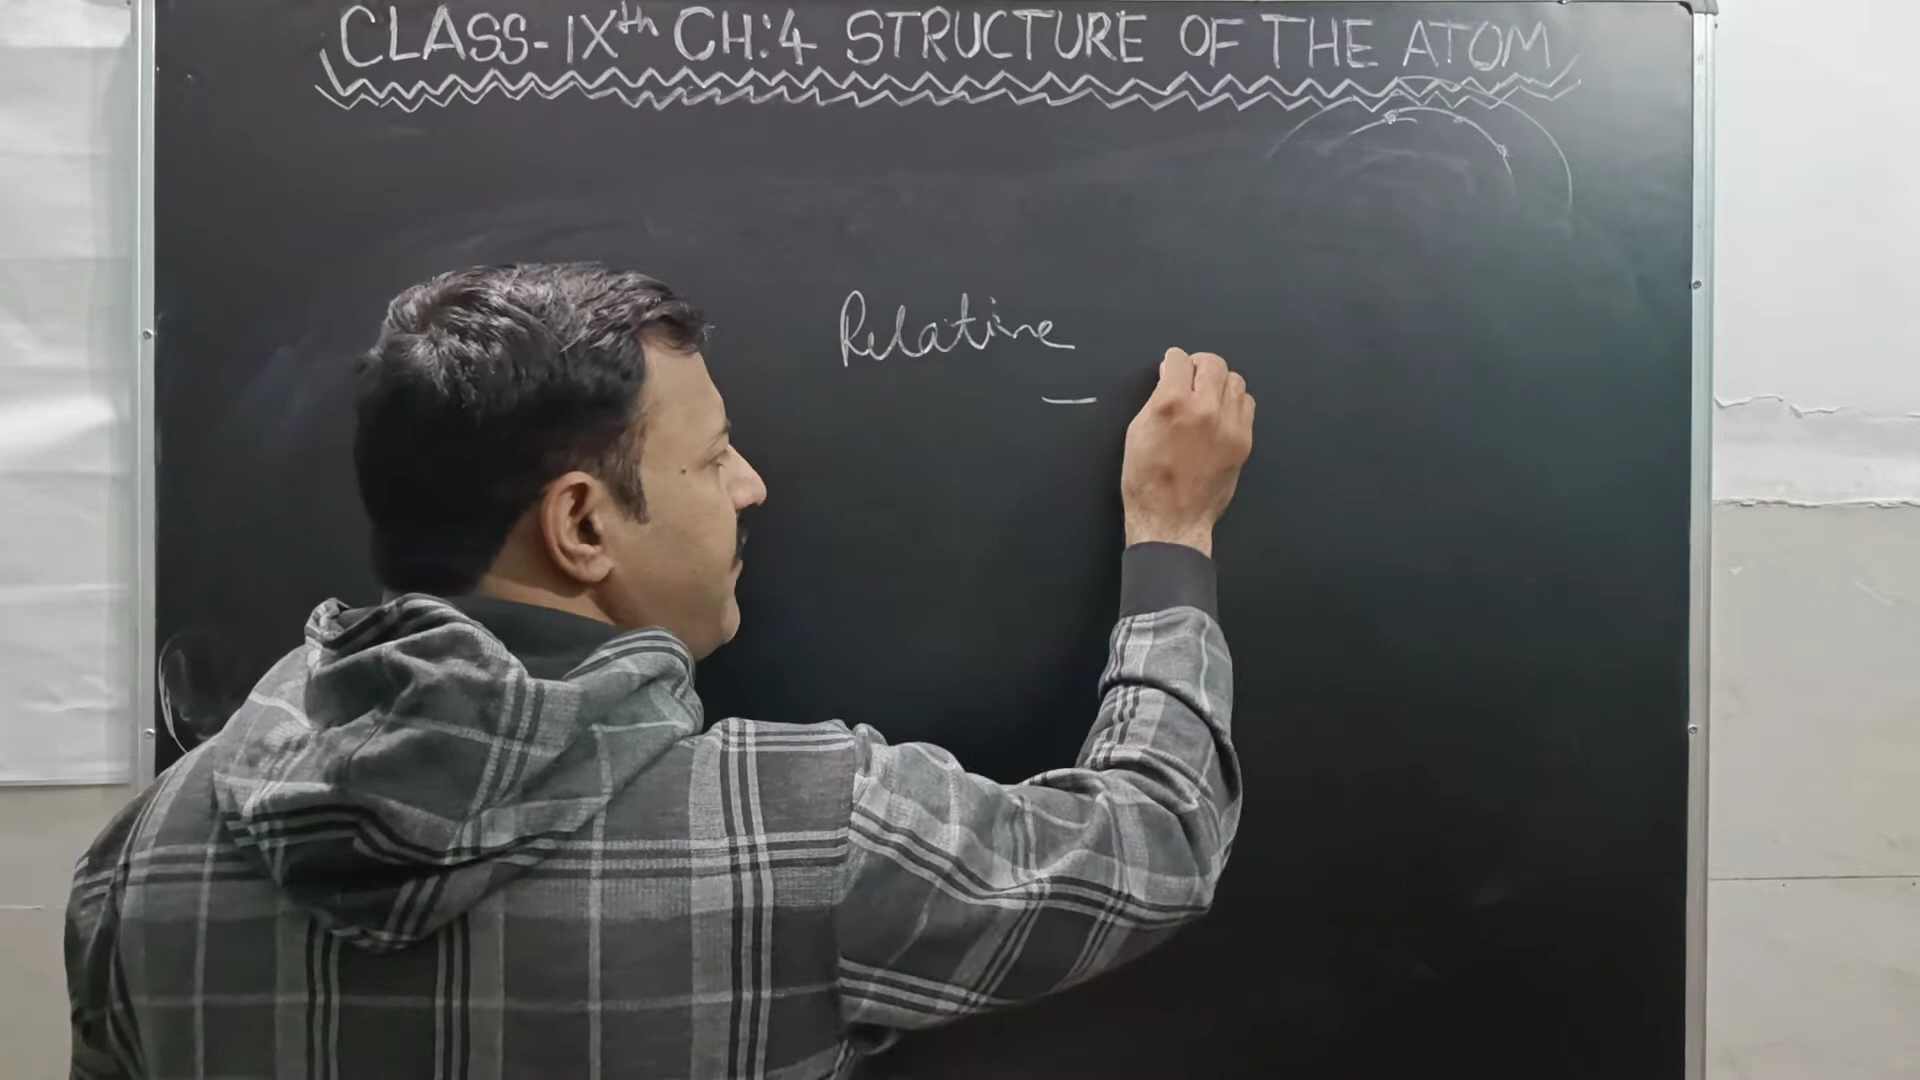 CLASS-IXth CH:4 STRUCTURE OF THE ATOM
Relative